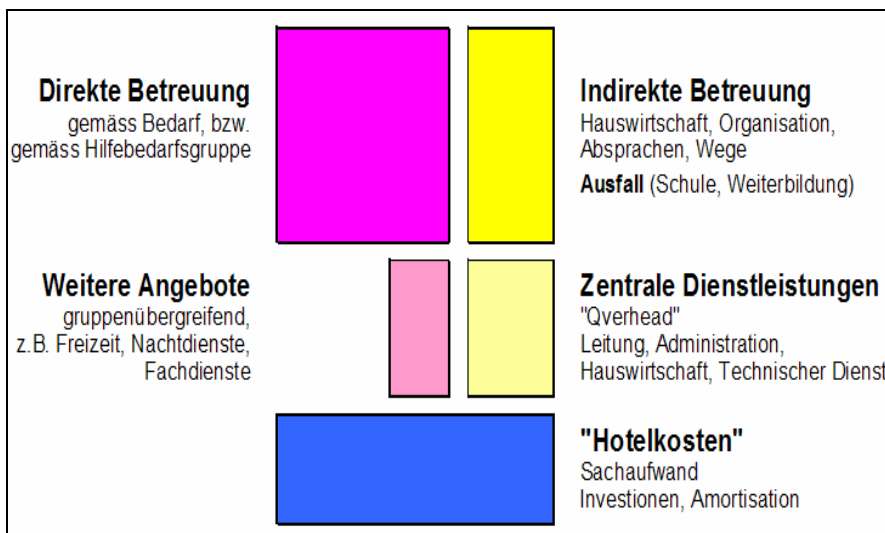 Direkte Betreuung
gemäss Bedarf, bzw.
gemäss Hilfebedarfsgruppe
Indirekte Betreuung
Hauswirtschaft, Organisation,
Absprachen, Wege
Ausfall (Schule, Weiterbildung)
Weitere Angebote
gruppenübergreifend,
z.B. Freizeit, Nachtdienste,
Fachdienste
Zentrale Dienstleistungen
"Qverhead"
Leitung, Administration,
Hauswirtschaft, Technischer Dienst
"Hotelkosten"
Sachaufwand
Investionen, Amortisation